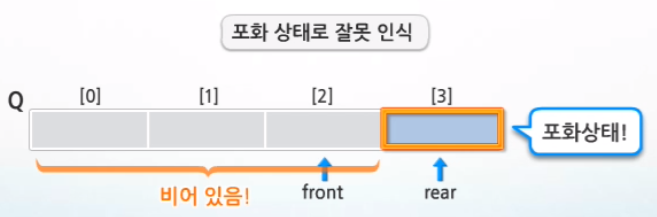 포화 상태로 잘못 인식
Q [0] [1] [2] [3]
포화상태!
비어 있음! front rear